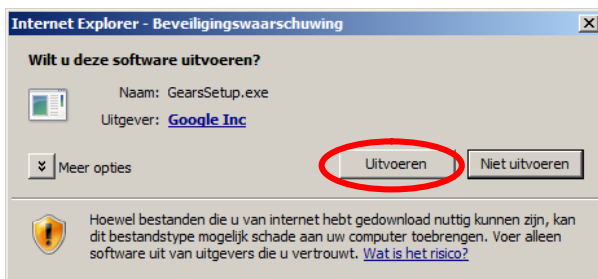 Internet Explorer - Beveiligingswaarschuwing
Wilt u deze software uitvoeren?
Naam: GearsSetup.exe
Uitgever: Google Inc
Meer opties
Uitvoeren
Niet uitvoeren
Hoewel bestanden die u van internet hebt gedownload nuttig kunnen zijn, kan
dit bestandstype mogelijk schade aan uw computer toebrengen. Voer alleen
software uit van uitgevers die u vertrouwt. Wat is het risico?